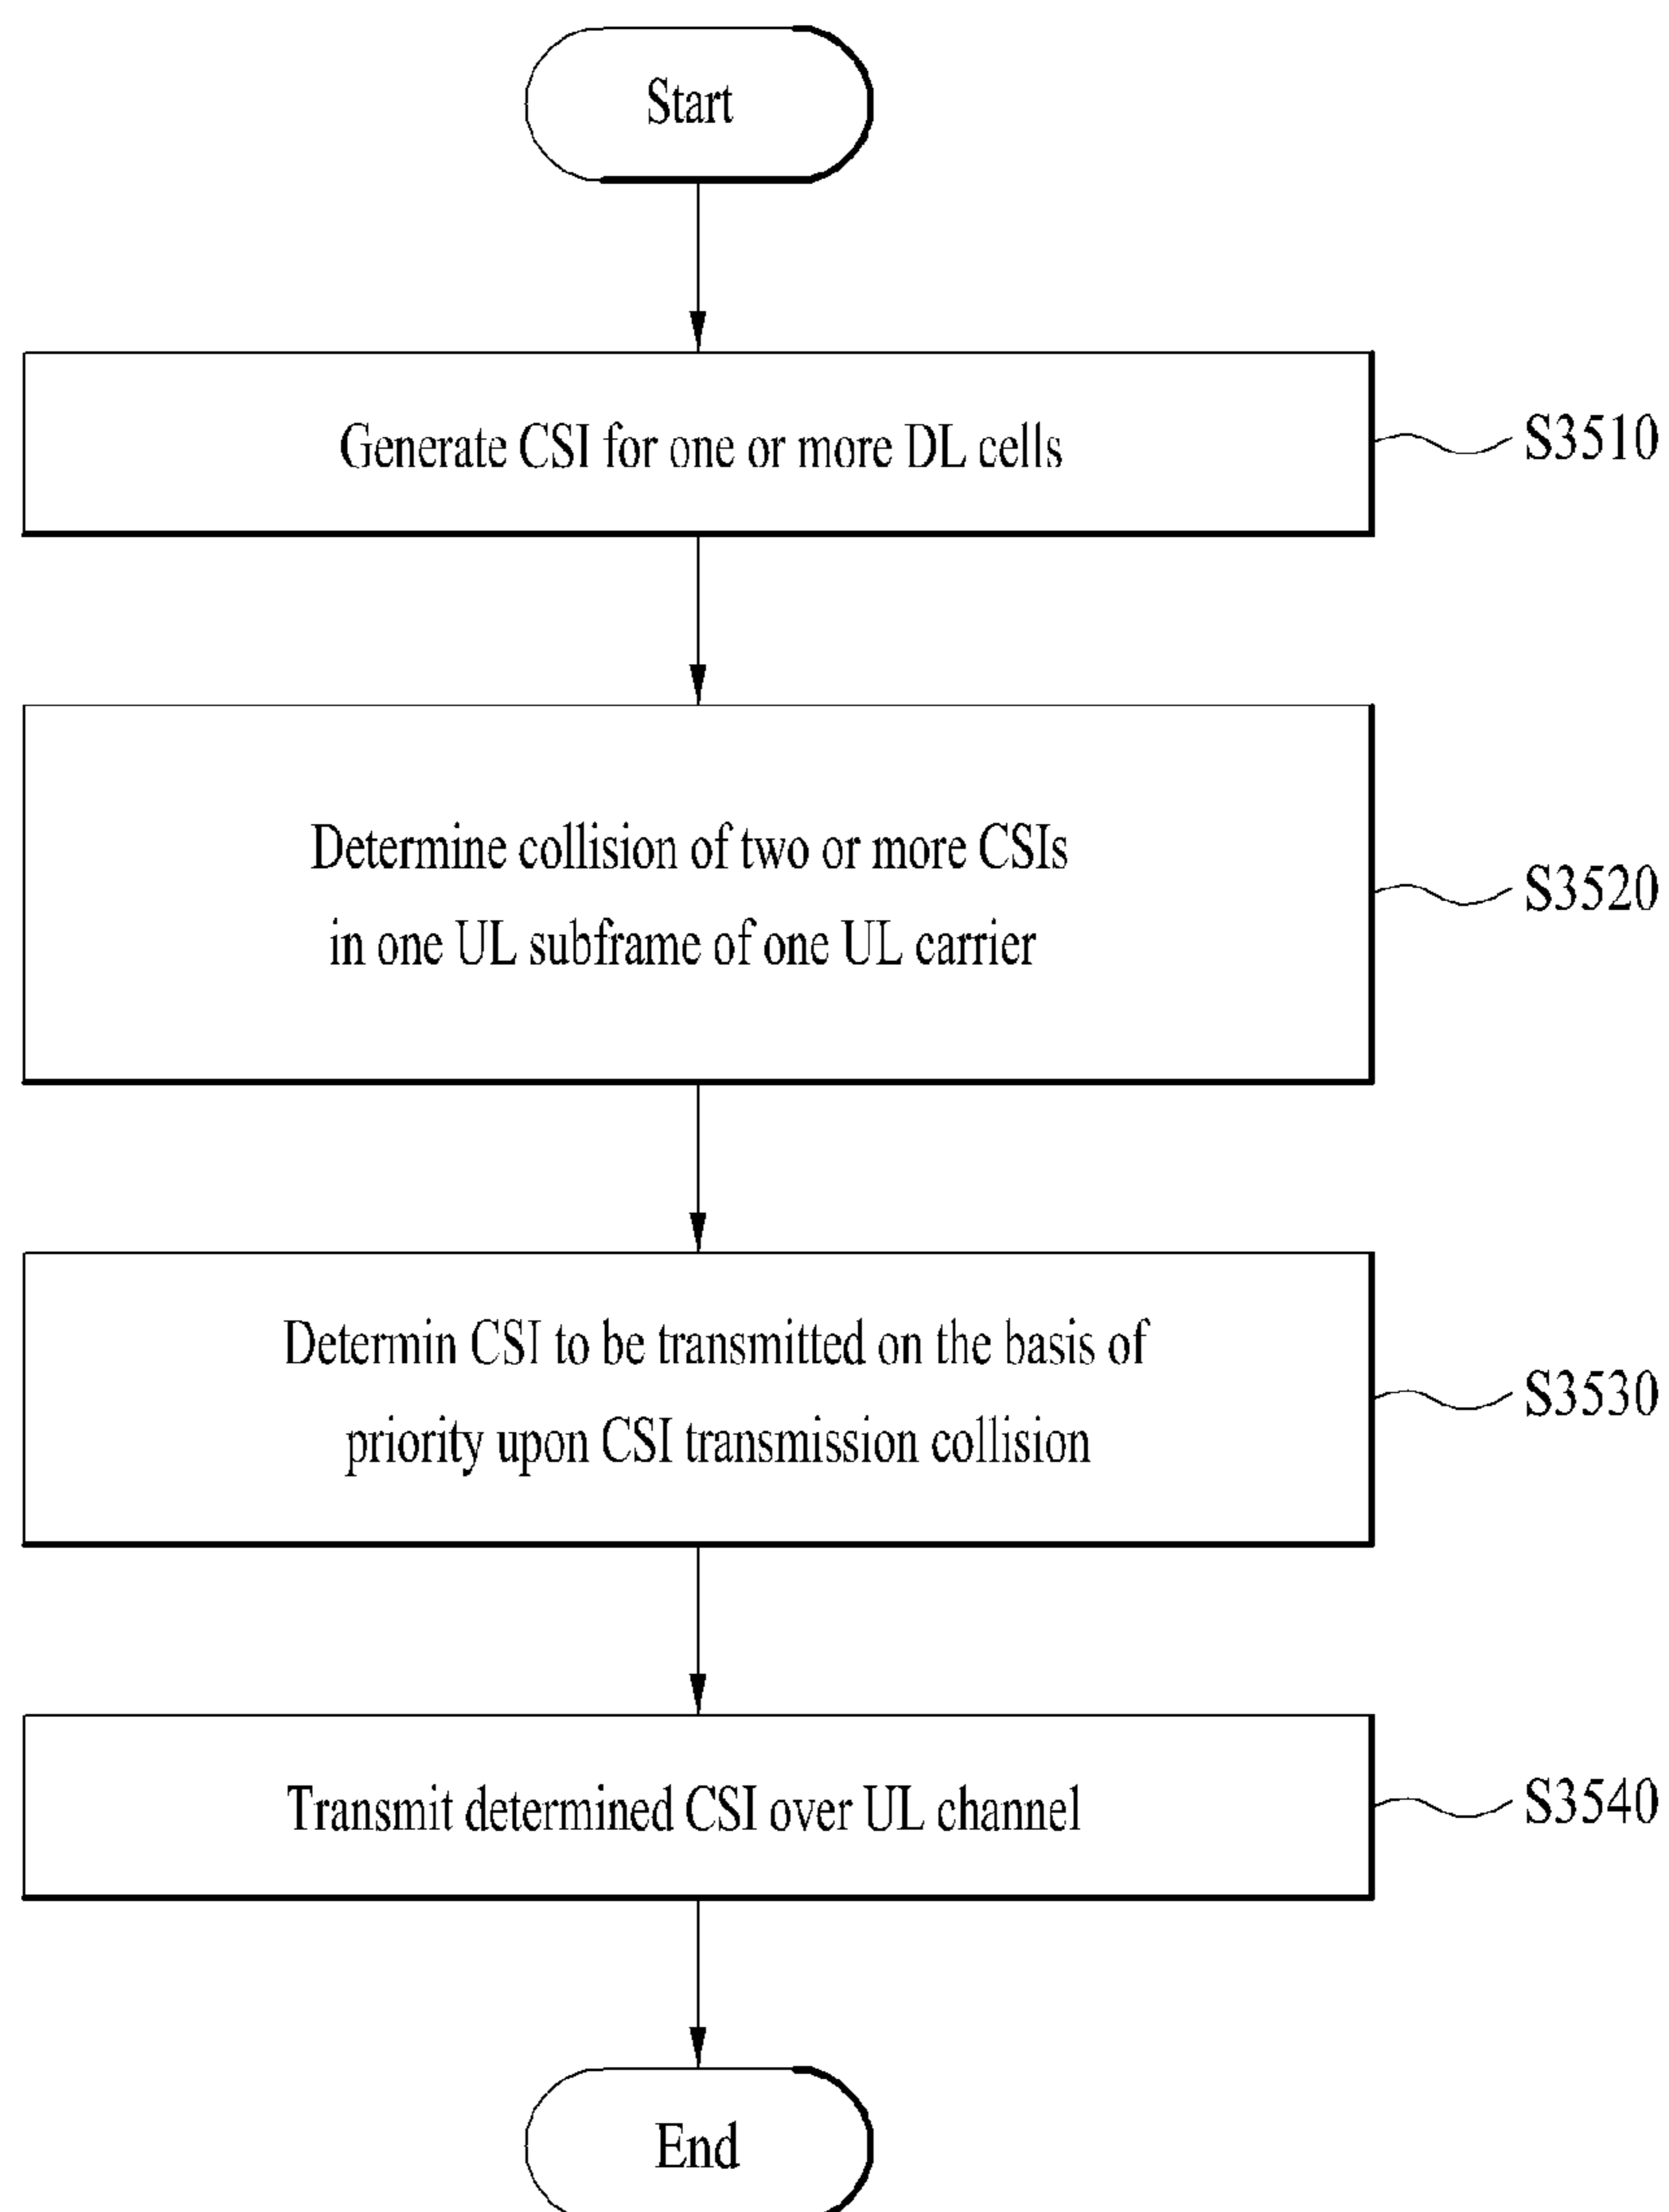 Start
Generate CSI for one or more DL cells
S3510
Determine collision of two or more CSIs
in one UL subframe of one UL carrier
S3520
Determin CSI to be transmitted on the basis of
priority upon CSI transmission collision
S3530
Transmit determined CSI over UL channel
S3540
End